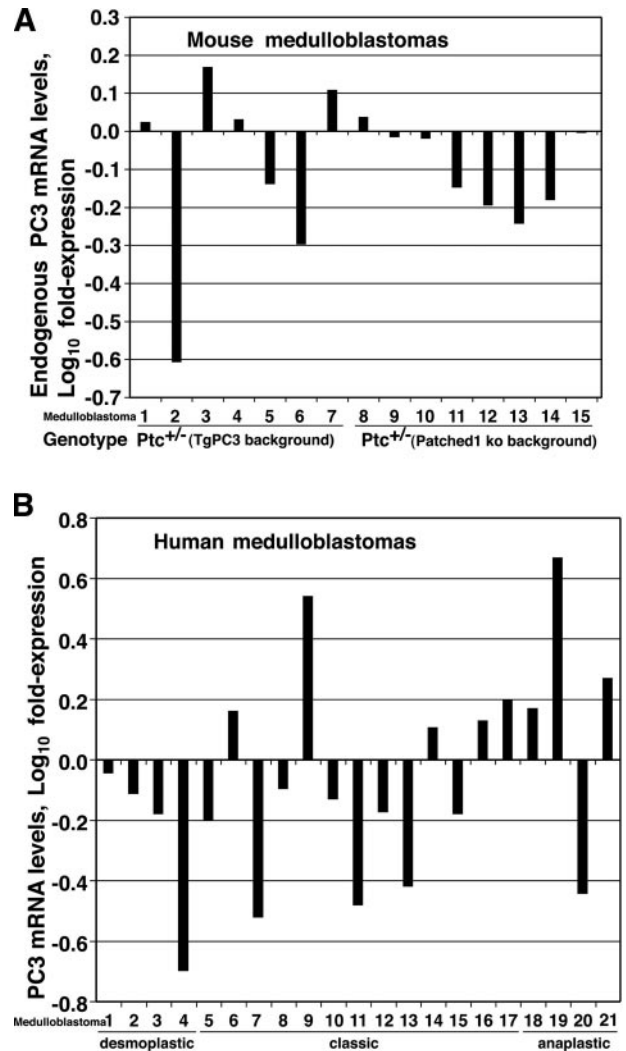 A
Mouse medulloblastomas
Endogenous PC3 mRNA levels,
Log10 fold-expression
0.3
0.2
0.1
0.0
-0.1
-0.2
-0.3
-0.4
-0.5
-0.6
-0.7
Medulloblastoma 1 2 3 4 5 6 7 8 9 10 11 12 13 14 15
Genotype Ptc+/- (TgPC3 background) Ptc+/- (Patched1 ko background)
B
Human medulloblastomas
PC3 mRNA levels, Log10 fold-expression
0.8
0.6
0.4
0.2
0.0
-0.2
-0.4
-0.6
-0.8
Medulloblastoma 1 2 3 4 5 6 7 8 9 10 11 12 13 14 15 16 17 18 19 20 21
desmoplastic classic anaplastic